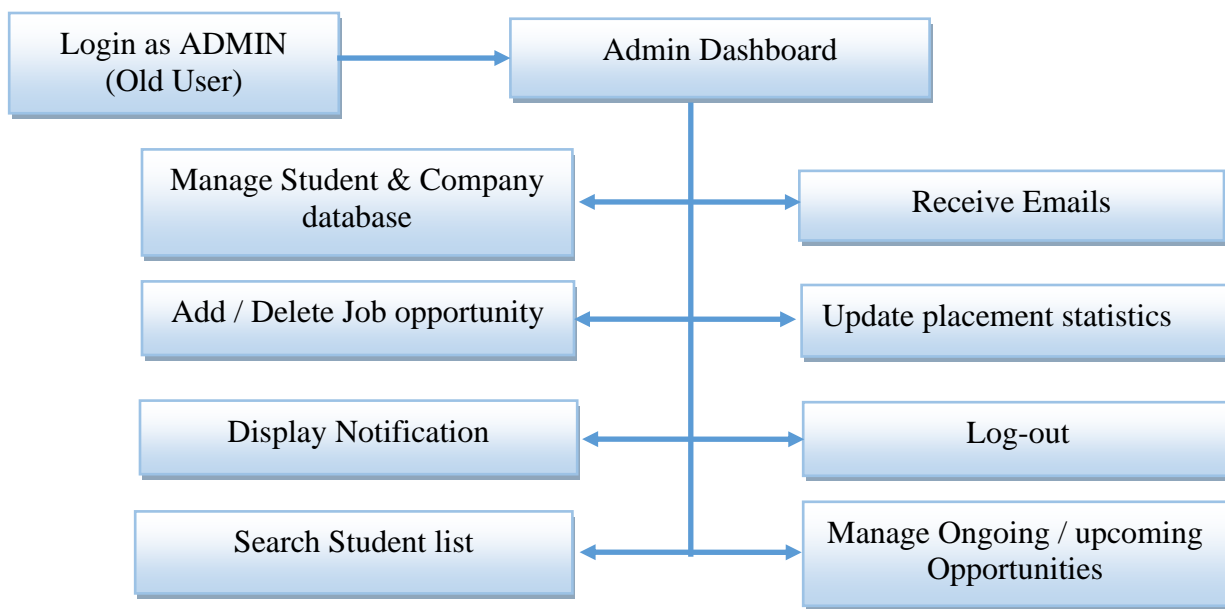 Login as ADMIN
(Old User)
Admin Dashboard
Manage Student & Company
database
Receive Emails
Add / Delete Job opportunity
Update placement statistics
Display Notification
Log-out
Search Student list
Manage Ongoing / upcoming
Opportunities